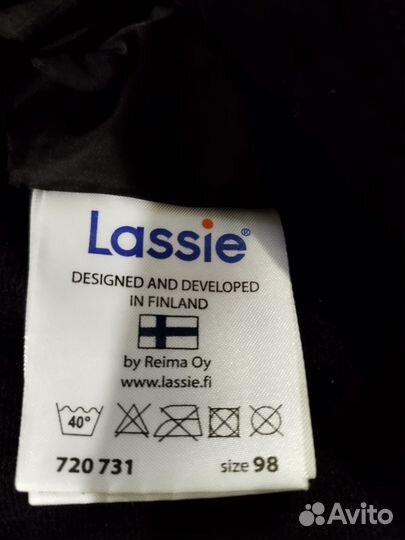 Lassie®
DESIGNED AND DEVELOPED
IN FINLAND
by Reima Oy
www.lassie.fi
40°
720 731 size 98
Avito